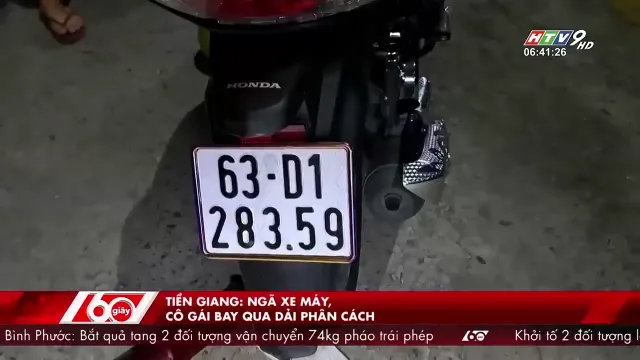 HTV9 HD
06:41:26
HONDA
63-D1
283.59
60 giây
TIỀN GIANG: NGÃ XE MÁY,
CÔ GÁI BAY QUA DẢI PHÂN CÁCH
Bình Phước: Bắt quả tang 2 đối tượng vận chuyển 74kg pháo trái phép
Khởi tố 2 đối tượng